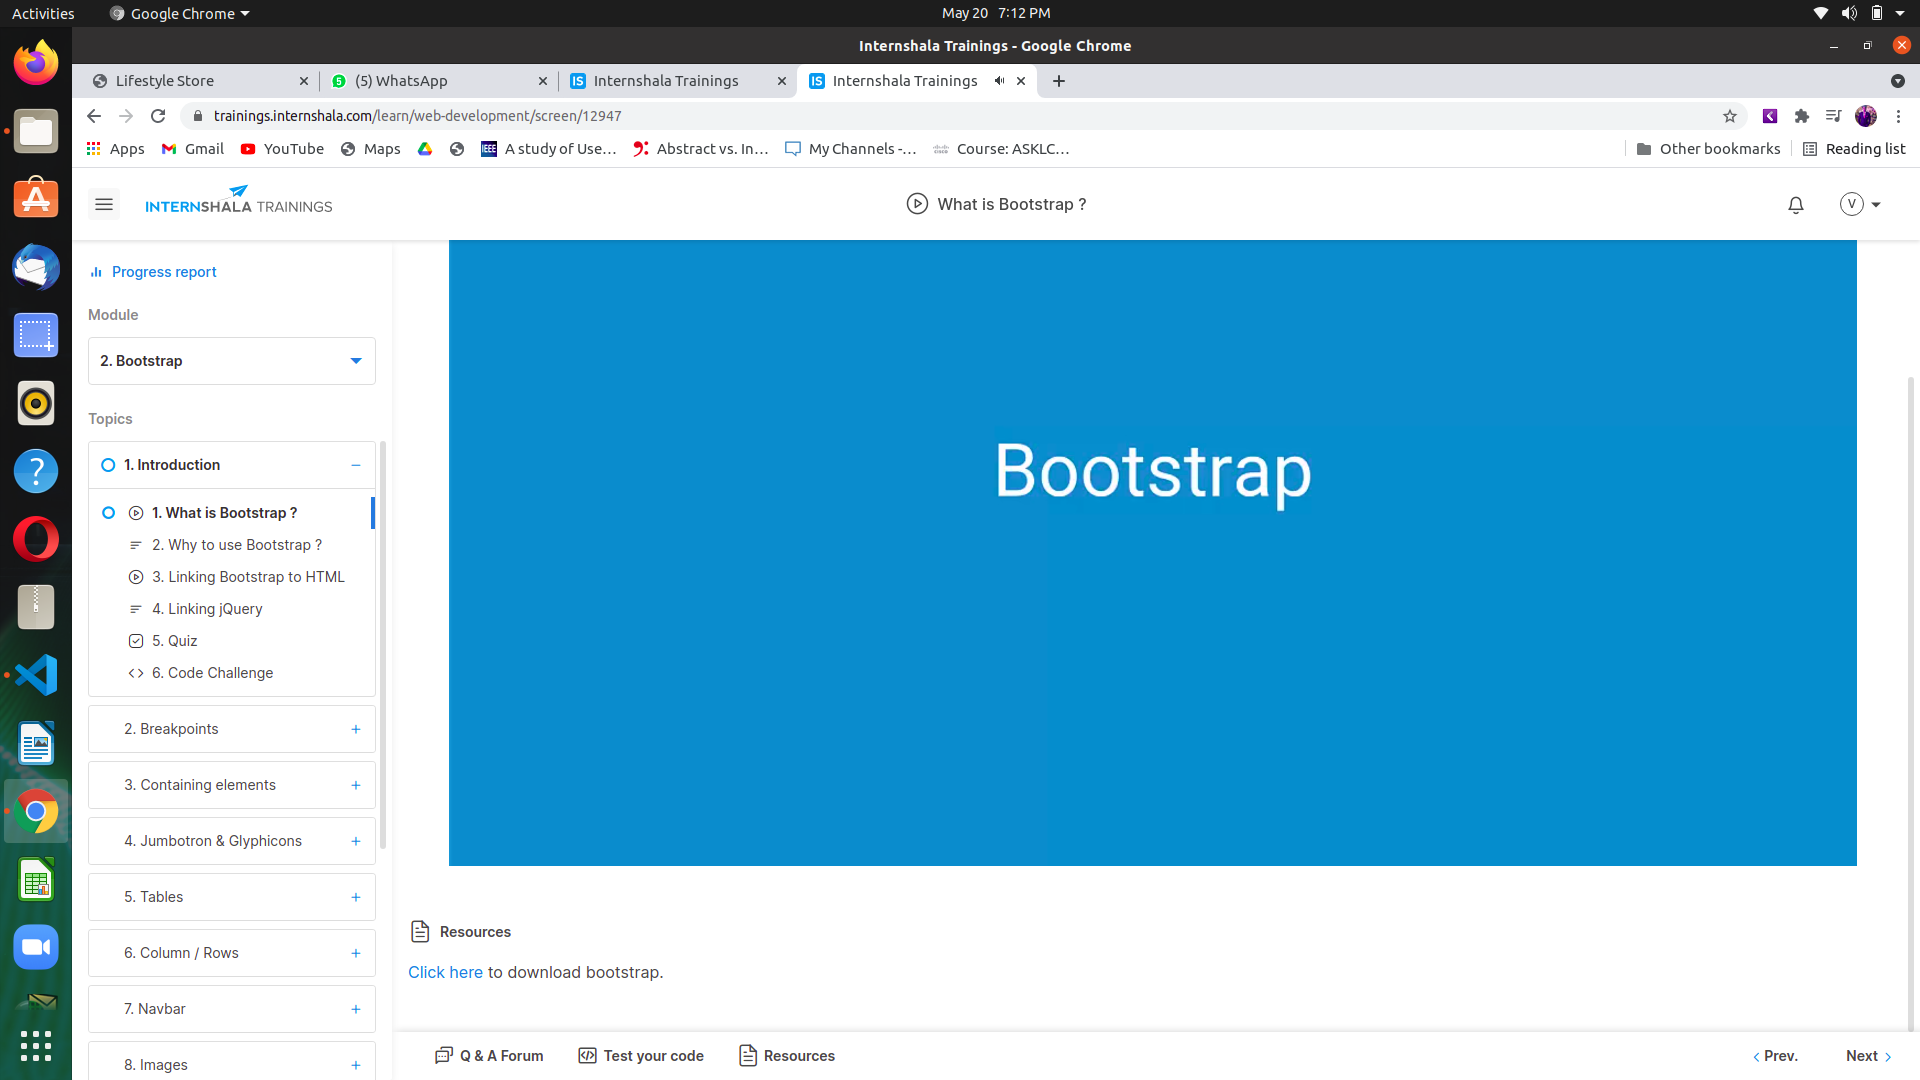 Activities
Google Chrome
May 20 7:12 PM
Internshala Trainings - Google Chrome
Lifestyle Store
(5) WhatsApp
Internshala Trainings
Internshala Trainings
trainings.internshala.com/learn/web-development/screen/12947
Apps
Gmail
YouTube
Maps
IEEE
A study of Use...
Abstract vs. In...
My Channels -...
Course: ASKLC...
Other bookmarks
Reading list
INTERNSHALA TRAININGS
What is Bootstrap ?
V
Progress report
Module
2. Bootstrap
Topics
1. Introduction
1. What is Bootstrap ?
2. Why to use Bootstrap ?
3. Linking Bootstrap to HTML
4. Linking jQuery
5. Quiz
6. Code Challenge
2. Breakpoints
3. Containing elements
4. Jumbotron & Glyphicons
5. Tables
6. Column / Rows
7. Navbar
8. Images
Bootstrap
Resources
Click here to download bootstrap.
Q & A Forum
Test your code
Resources
Prev.
Next